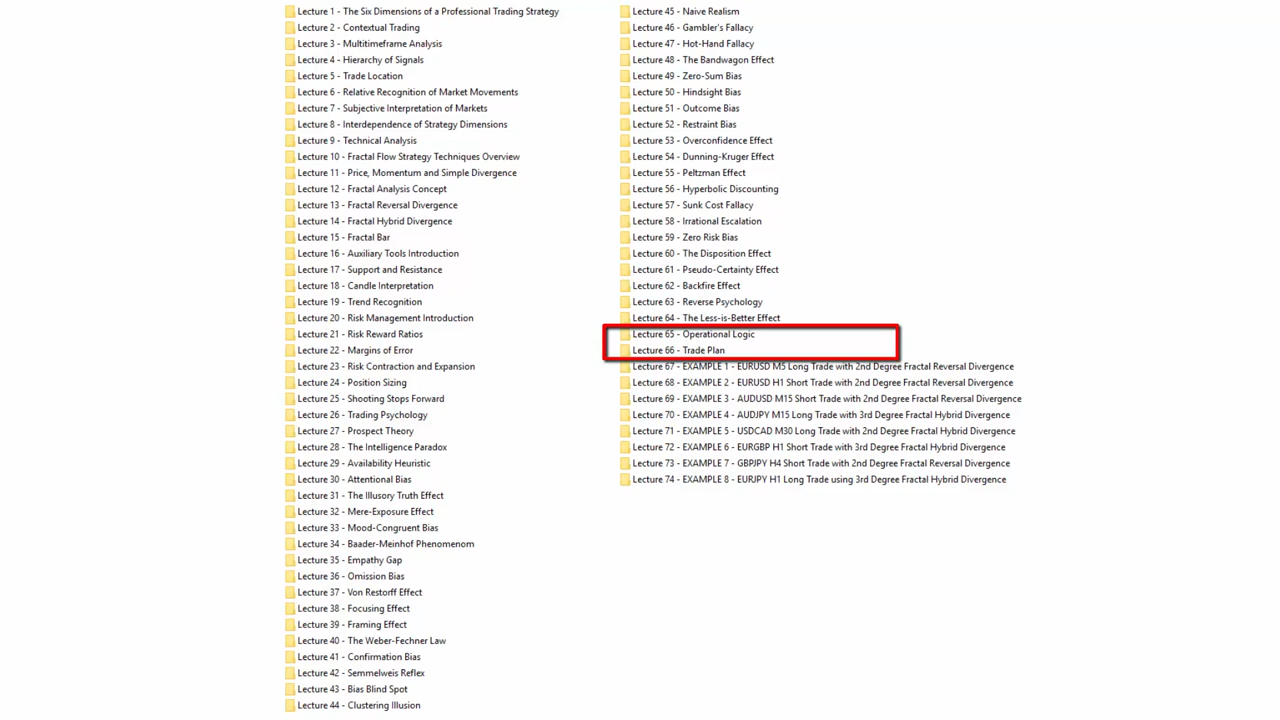 Lecture 1 - The Six Dimensions of a Professional Trading Strategy
Lecture 2 - Contextual Trading
Lecture 3 - Multitimeframe Analysis
Lecture 4 - Hierarchy of Signals
Lecture 5 - Trade Location
Lecture 6 - Relative Recognition of Market Movements
Lecture 7 - Subjective Interpretation of Markets
Lecture 8 - Interdependence of Strategy Dimensions
Lecture 9 - Technical Analysis
Lecture 10 - Fractal Flow Strategy Techniques Overview
Lecture 11 - Price, Momentum and Simple Divergence
Lecture 12 - Fractal Analysis Concept
Lecture 13 - Fractal Reversal Divergence
Lecture 14 - Fractal Hybrid Divergence
Lecture 15 - Fractal Bar
Lecture 16 - Auxiliary Tools Introduction
Lecture 17 - Support and Resistance
Lecture 18 - Candle Interpretation
Lecture 19 - Trend Recognition
Lecture 20 - Risk Management Introduction
Lecture 21 - Risk Reward Ratios
Lecture 22 - Margins of Error
Lecture 23 - Risk Contraction and Expansion
Lecture 24 - Position Sizing
Lecture 25 - Shooting Stops Forward
Lecture 26 - Trading Psychology
Lecture 27 - Prospect Theory
Lecture 28 - The Intelligence Paradox
Lecture 29 - Availability Heuristic
Lecture 30 - Attentional Bias
Lecture 31 - The Illusory Truth Effect
Lecture 32 - Mere-Exposure Effect
Lecture 33 - Mood-Congruent Bias
Lecture 34 - Baader-Meinhof Phenomenom
Lecture 35 - Empathy Gap
Lecture 36 - Omission Bias
Lecture 37 - Von Restorff Effect
Lecture 38 - Focusing Effect
Lecture 39 - Framing Effect
Lecture 40 - The Weber-Fechner Law
Lecture 41 - Confirmation Bias
Lecture 42 - Semmelweis Reflex
Lecture 43 - Bias Blind Spot
Lecture 44 - Clustering Illusion
Lecture 45 - Naive Realism
Lecture 46 - Gambler's Fallacy
Lecture 47 - Hot-Hand Fallacy
Lecture 48 - The Bandwagon Effect
Lecture 49 - Zero-Sum Bias
Lecture 50 - Hindsight Bias
Lecture 51 - Outcome Bias
Lecture 52 - Restraint Bias
Lecture 53 - Overconfidence Effect
Lecture 54 - Dunning-Kruger Effect
Lecture 55 - Peltzman Effect
Lecture 56 - Hyperbolic Discounting
Lecture 57 - Sunk Cost Fallacy
Lecture 58 - Irrational Escalation
Lecture 59 - Zero Risk Bias
Lecture 60 - The Disposition Effect
Lecture 61 - Pseudo-Certainty Effect
Lecture 62 - Backfire Effect
Lecture 63 - Reverse Psychology
Lecture 64 - The Less-is-Better Effect
Lecture 65 - Operational Logic
Lecture 66 - Trade Plan
Lecture 67 - EXAMPLE 1 - EURUSD M5 Long Trade with 2nd Degree Fractal Reversal Divergence
Lecture 68 - EXAMPLE 2 - EURUSD H1 Short Trade with 2nd Degree Fractal Reversal Divergence
Lecture 69 - EXAMPLE 3 - AUDUSD M15 Short Trade with 2nd Degree Fractal Reversal Divergence
Lecture 70 - EXAMPLE 4 - AUDJPY M15 Long Trade with 3rd Degree Fractal Hybrid Divergence
Lecture 71 - EXAMPLE 5 - USDCAD M30 Long Trade with 2nd Degree Fractal Hybrid Divergence
Lecture 72 - EXAMPLE 6 - EURGBP H1 Short Trade with 3rd Degree Fractal Hybrid Divergence
Lecture 73 - EXAMPLE 7 - GBPJPY H4 Short Trade with 2nd Degree Fractal Reversal Divergence
Lecture 74 - EXAMPLE 8 - EURJPY H1 Long Trade using 3rd Degree Fractal Hybrid Divergence